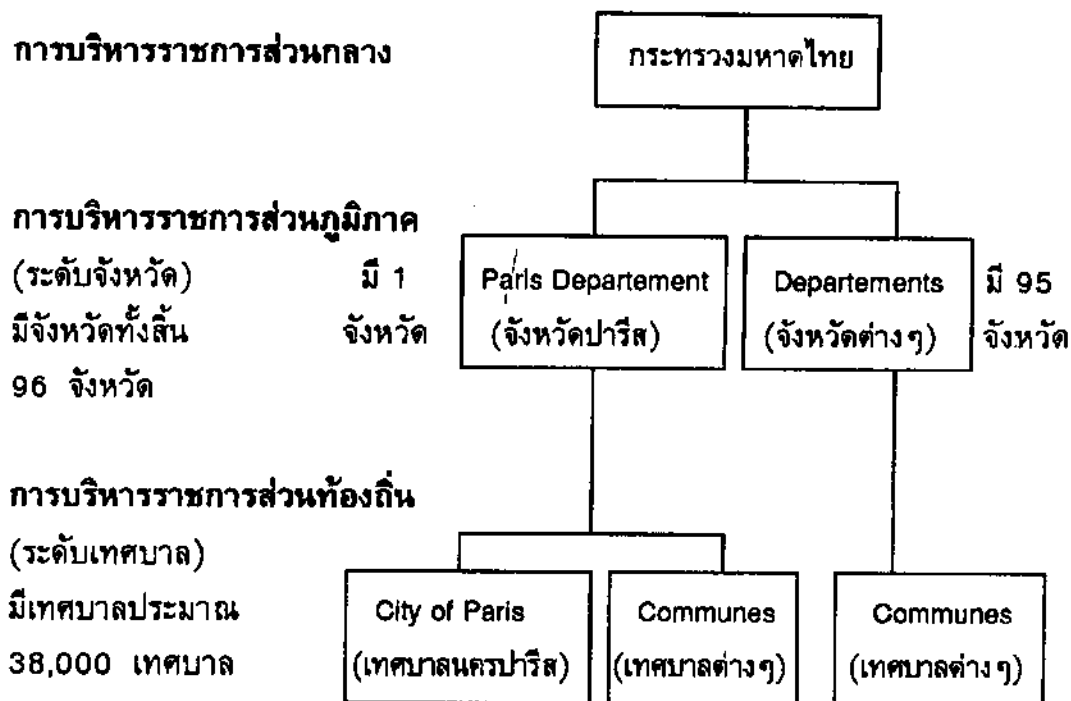 การบริหารราชการส่วนกลาง
กระทรวงมหาดไทย
การบริหารราชการส่วนภูมิภาค
(ระดับจังหวัด)
มีจังหวัดทั้งสิ้น
96 จังหวัด
มี 1
จังหวัด
Paris Departement
(จังหวัดปารีส)
Departements
(จังหวัดต่างๆ)
มี 95
จังหวัด
การบริหารราชการส่วนท้องถิ่น
(ระดับเทศบาล)
มีเทศบาลประมาณ
38,000 เทศบาล
City of Paris
(เทศบาลนครปารีส)
Communes
(เทศบาลต่างๆ)
Communes
(เทศบาลต่างๆ)